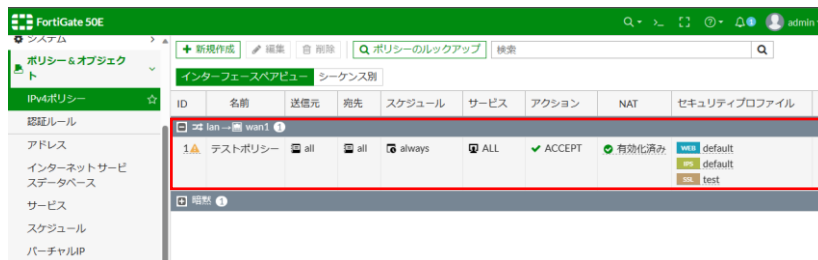 FortiGate 50E
admin
システム
ポリシー＆オブジェクト
IPv4ポリシー
認証ルール
アドレス
インターネットサービスデータベース
サービス
スケジュール
バーチャルIP
新規作成 編集 削除 ポリシーのルックアップ 検索
インターフェースペアビュー シーケンス別
ID 名前 送信元 宛先 スケジュール サービス アクション NAT セキュリティプロファイル
lan→wan1 1
1 テストポリシー all all always ALL ACCEPT 有効化済み WEB default
IPS default
SSL test
暗黙 1